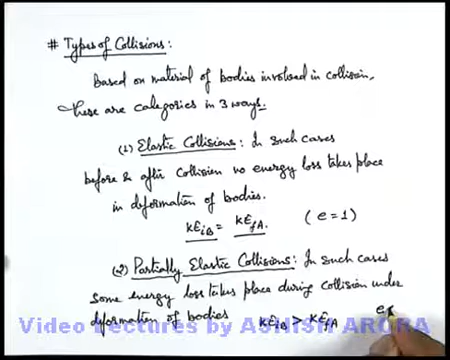 # Types of Collisions:
Based on material of bodies involved in collision,
these are categories in 3 ways.
(1) Elastic Collisions: In such cases
before & after collision no energy loss takes place
in deformation of bodies.
KE_iB = KE_fA (e=1)
(2) Partially Elastic Collisions: In such cases
some energy loss takes place during collision under
deformation of bodies KE_iB > KE_fA e
Video Lectures by ASHISH ARORA